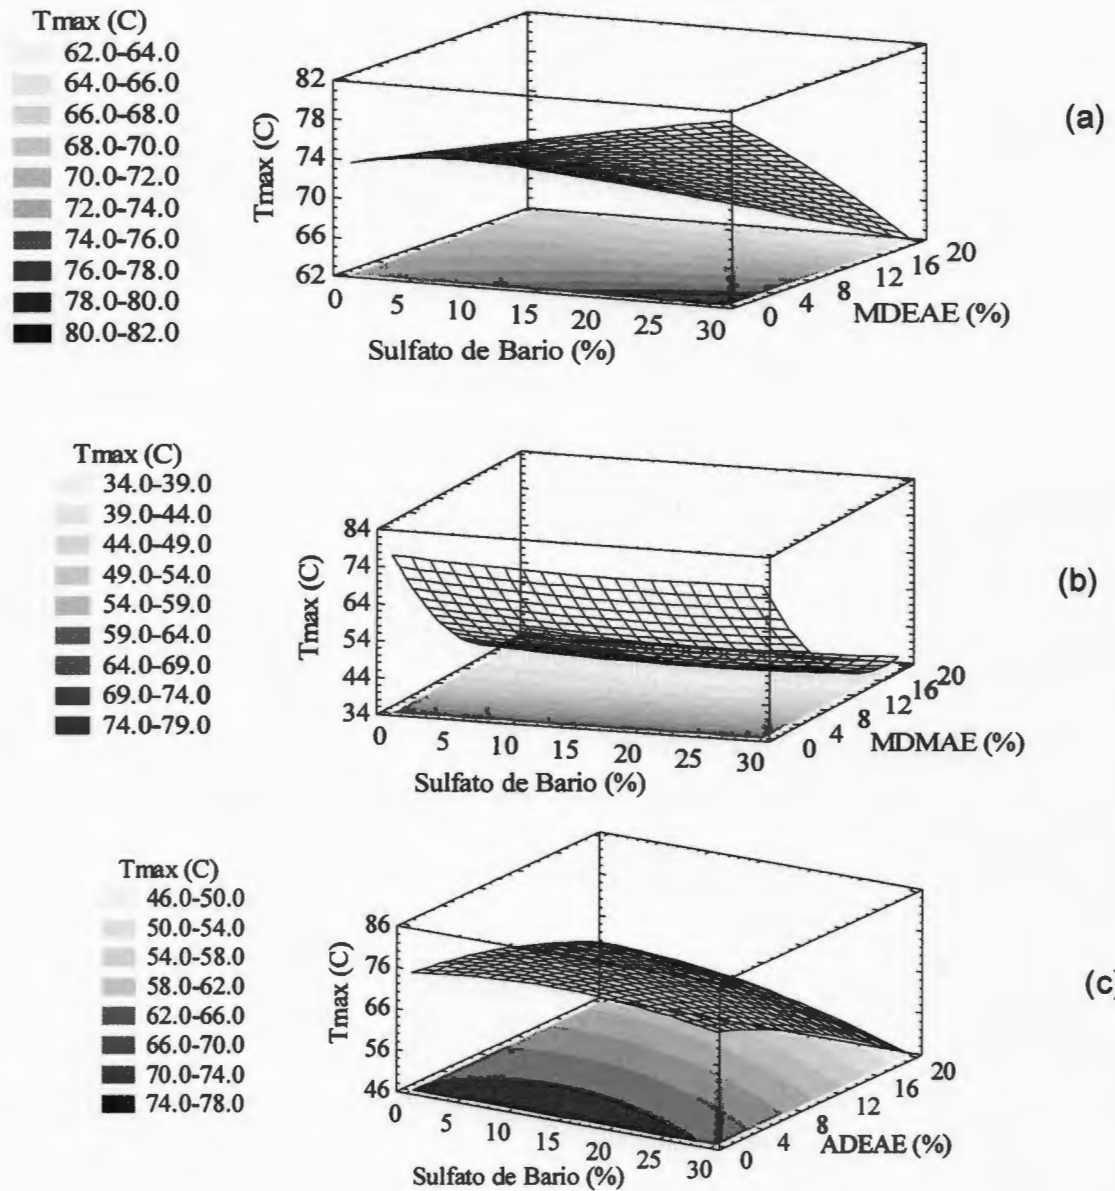 Tmax (C)
62.0-64.0
64.0-66.0
66.0-68.0
68.0-70.0
70.0-72.0
72.0-74.0
74.0-76.0
76.0-78.0
78.0-80.0
80.0-82.0
Tmax (C)
82
78
74
70
66
62
0 5 10 15 20 25 30
Sulfato de Bario (%)
0 4 8 12 16 20
MDEAE (%)
(a)
Tmax (C)
34.0-39.0
39.0-44.0
44.0-49.0
49.0-54.0
54.0-59.0
59.0-64.0
64.0-69.0
69.0-74.0
74.0-79.0
Tmax (C)
84
74
64
54
44
34
0 5 10 15 20 25 30
Sulfato de Bario (%)
0 4 8 12 16 20
MDMAE (%)
(b)
Tmax (C)
46.0-50.0
50.0-54.0
54.0-58.0
58.0-62.0
62.0-66.0
66.0-70.0
70.0-74.0
74.0-78.0
Tmax (C)
86
76
66
56
46
0 5 10 15 20 25 30
Sulfato de Bario (%)
0 4 8 12 16 20
ADEAE (%)
(c)